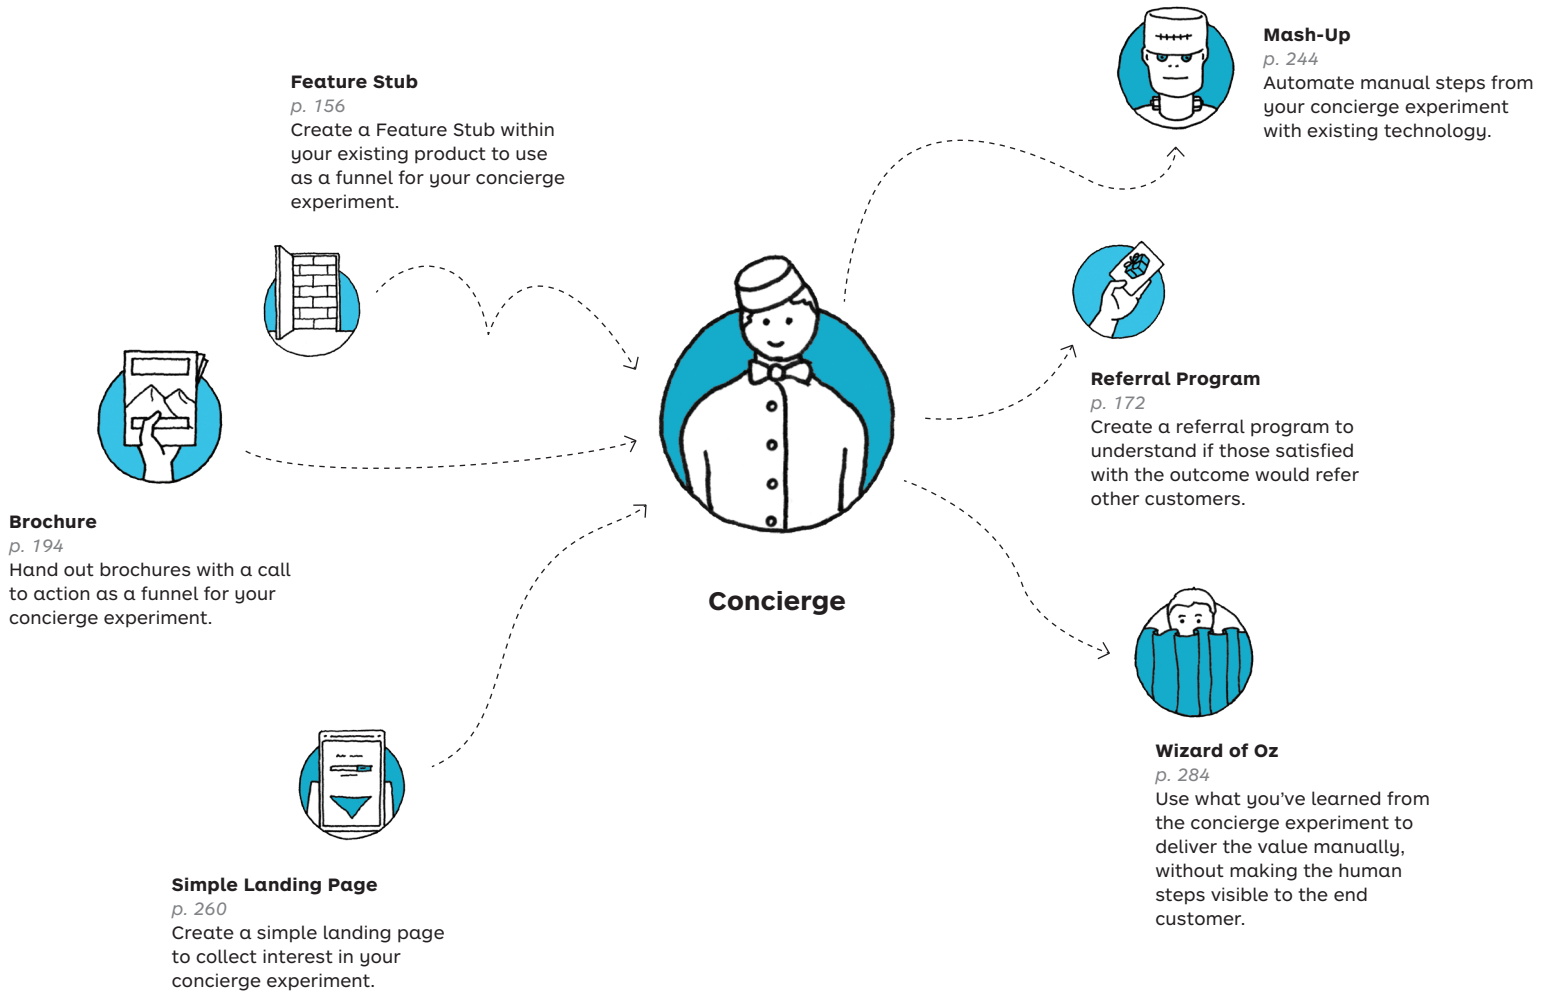 Feature Stub
p. 156
Create a Feature Stub within
your existing product to use
as a funnel for your concierge
experiment.
Brochure
p. 194
Hand out brochures with a call
to action as a funnel for your
concierge experiment.
Simple Landing Page
p. 260
Create a simple landing page
to collect interest in your
concierge experiment.
Concierge
Mash-Up
p. 244
Automate manual steps from
your concierge experiment
with existing technology.
Referral Program
p. 172
Create a referral program to
understand if those satisfied
with the outcome would refer
other customers.
Wizard of Oz
p. 284
Use what you’ve learned from
the concierge experiment to
deliver the value manually,
without making the human
steps visible to the end
customer.